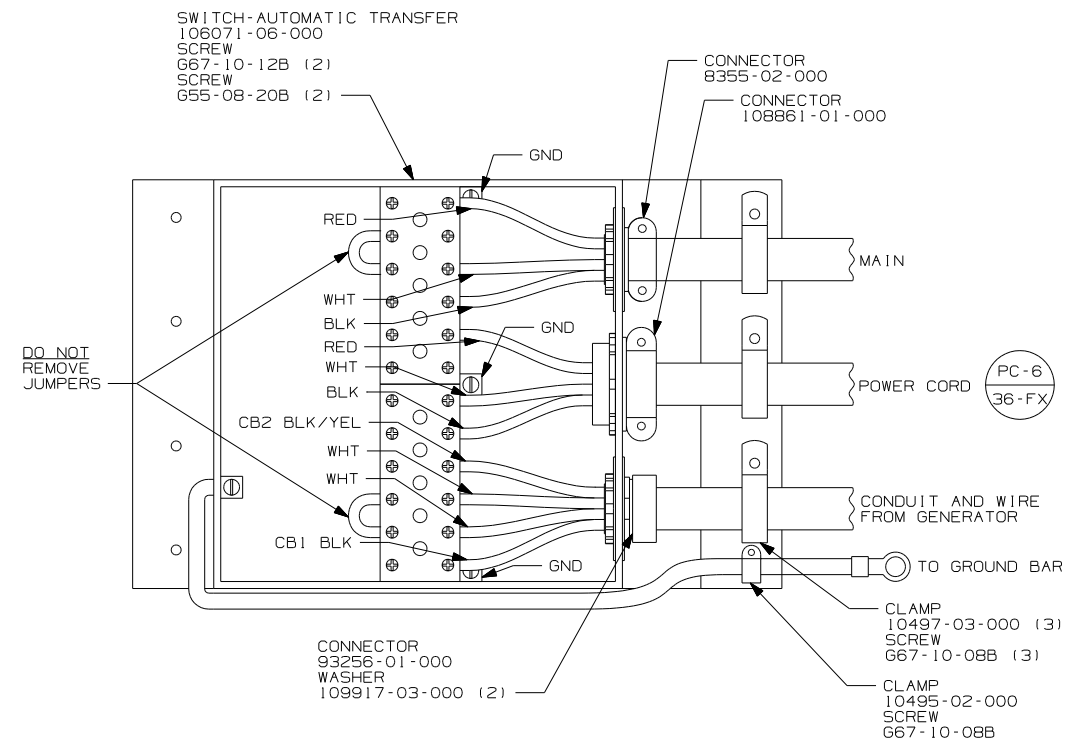 SWITCH-AUTOMATIC TRANSFER
106071-06-000
SCREW
G67-10-12B (2)
SCREW
G55-08-20B (2)
CONNECTOR
8355-02-000
CONNECTOR
108861-01-000
GND
RED
MAIN
WHT
BLK
GND
RED
DO NOT
REMOVE
JUMPERS
WHT
BLK
POWER CORD
PC-6
36-FX
CB2 BLK/YEL
WHT
WHT
CONDUIT AND WIRE
FROM GENERATOR
CB1 BLK
GND
TO GROUND BAR
CLAMP
10497-03-000 (3)
SCREW
G67-10-08B (3)
CONNECTOR
93256-01-000
WASHER
109917-03-000 (2)
CLAMP
10495-02-000
SCREW
G67-10-08B